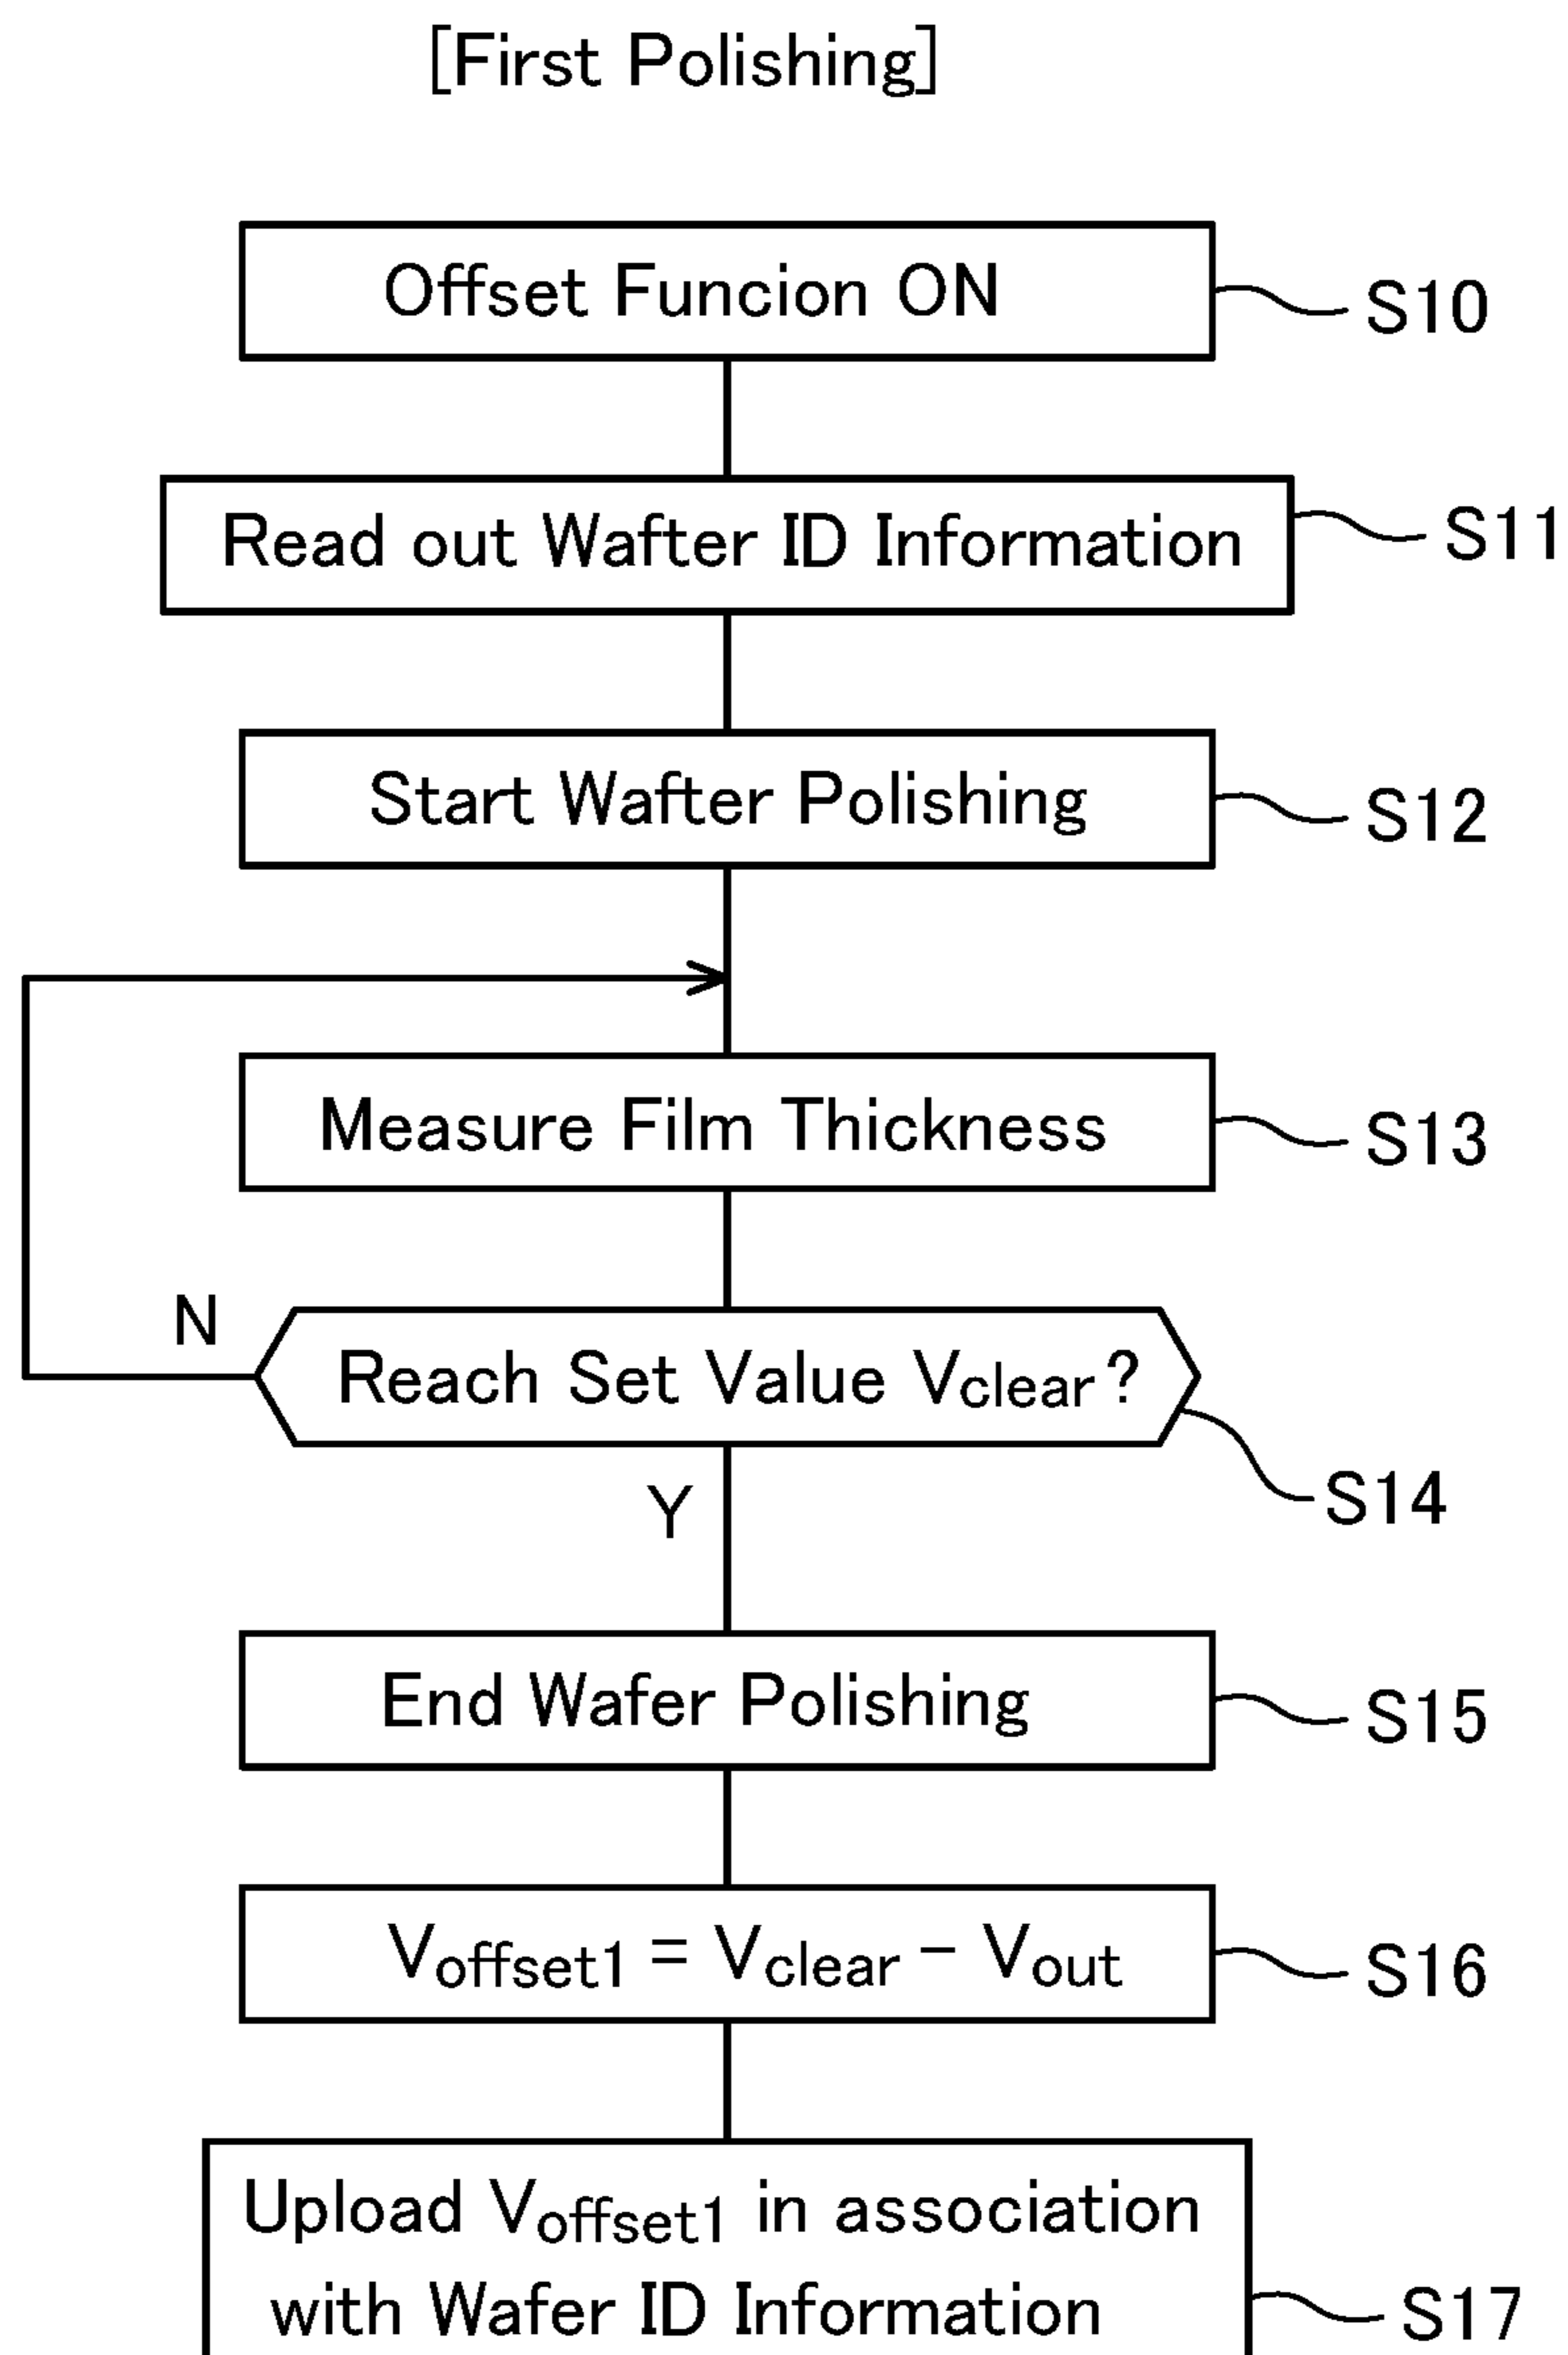 [First Polishing]
Offset Funcion ON
S10
Read out Wafter ID Information
S11
Start Wafter Polishing
S12
Measure Film Thickness
S13
N
Reach Set Value Vclear?
S14
Y
End Wafer Polishing
S15
Voffset1 = Vclear − Vout
S16
Upload Voffset1 in association
with Wafer ID Information
S17